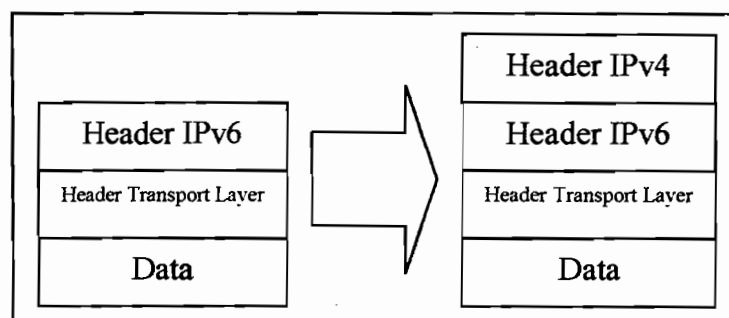 Header IPv6
Header Transport Layer
Data
Header IPv4
Header IPv6
Header Transport Layer
Data